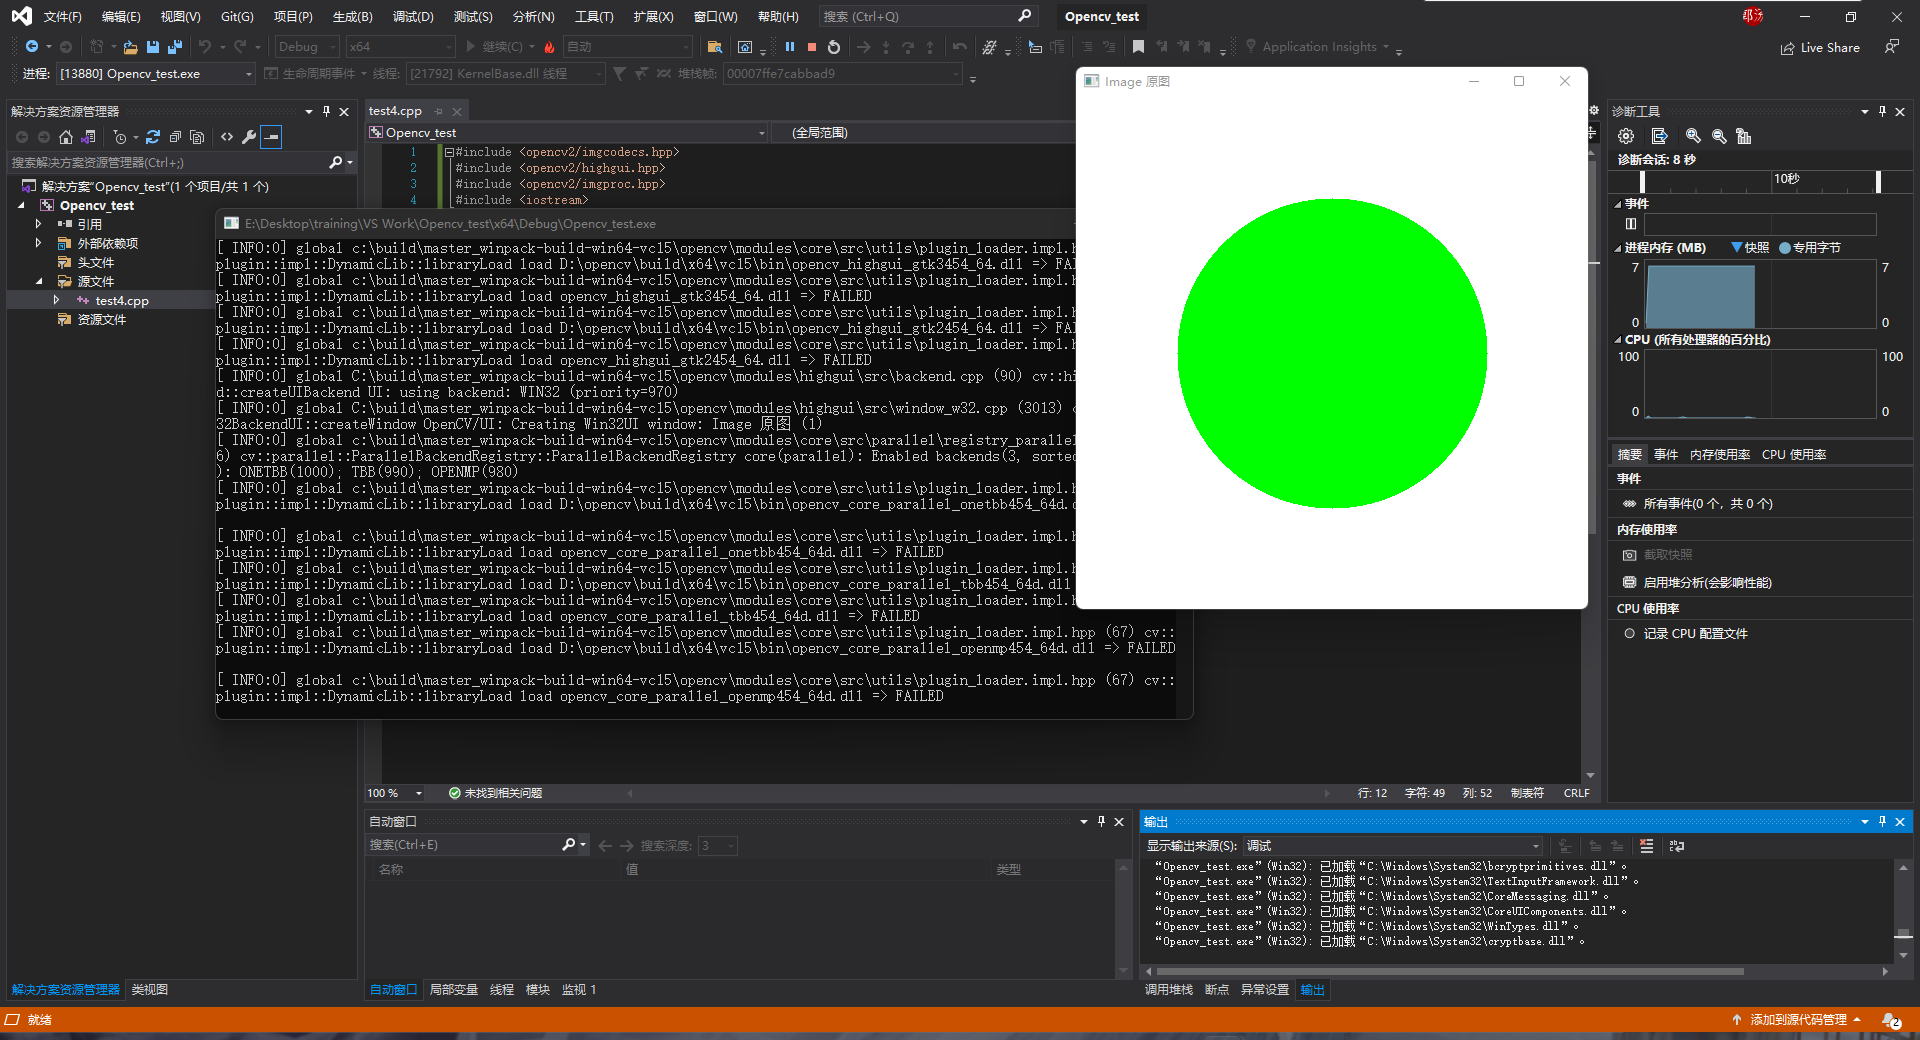 文件(F) 编辑(E) 视图(V) Git(G) 项目(P) 生成(B) 调试(D) 测试(S) 分析(N) 工具(T) 扩展(X) 窗口(W) 帮助(H) 搜索 (Ctrl+Q) Opencv_test
Debug x64 继续(C) 自动 Application Insights Live Share
进程: [13880] Opencv_test.exe 生命周期事件 线程: [21792] KernelBase.dll 线程 堆栈帧: 00007ffe7cabbad9
解决方案资源管理器
搜索解决方案资源管理器(Ctrl+;)
解决方案"Opencv_test"(1 个项目/共 1 个)
Opencv_test
引用
外部依赖项
头文件
源文件
test4.cpp
资源文件
解决方案资源管理器 类视图
test4.cpp
Opencv_test (全局范围)
1 #include <opencv2/imgcodecs.hpp>
2 #include <opencv2/highgui.hpp>
3 #include <opencv2/imgproc.hpp>
4 #include <iostream>
E:\Desktop\training\VS Work\Opencv_test\x64\Debug\Opencv_test.exe
[ INFO:0] global c:\build\master_winpack-build-win64-vc15\opencv\modules\core\src\utils\plugin_loader.impl.h
plugin::impl::DynamicLib::libraryLoad load D:\opencv\build\x64\vc15\bin\opencv_highgui_gtk3454_64.dll => FAI
[ INFO:0] global c:\build\master_winpack-build-win64-vc15\opencv\modules\core\src\utils\plugin_loader.impl.h
plugin::impl::DynamicLib::libraryLoad load opencv_highgui_gtk3454_64.dll => FAILED
[ INFO:0] global c:\build\master_winpack-build-win64-vc15\opencv\modules\core\src\utils\plugin_loader.impl.h
plugin::impl::DynamicLib::libraryLoad load D:\opencv\build\x64\vc15\bin\opencv_highgui_gtk2454_64.dll => FAI
[ INFO:0] global c:\build\master_winpack-build-win64-vc15\opencv\modules\core\src\utils\plugin_loader.impl.h
plugin::impl::DynamicLib::libraryLoad load opencv_highgui_gtk2454_64.dll => FAILED
[ INFO:0] global C:\build\master_winpack-build-win64-vc15\opencv\modules\highgui\src\backend.cpp (90) cv::hi
d::createUIBackend UI: using backend: WIN32 (priority=970)
[ INFO:0] global C:\build\master_winpack-build-win64-vc15\opencv\modules\highgui\src\window_w32.cpp (3013) c
32BackendUI::createWindow OpenCV/UI: Creating Win32UI window: Image 原图 (1)
[ INFO:0] global c:\build\master_winpack-build-win64-vc15\opencv\modules\core\src\parallel\registry_parallel
6) cv::parallel::ParallelBackendRegistry::ParallelBackendRegistry core(parallel): Enabled backends(3, sorted
): ONETBB(1000); TBB(990); OPENMP(980)
[ INFO:0] global c:\build\master_winpack-build-win64-vc15\opencv\modules\core\src\utils\plugin_loader.impl.h
plugin::impl::DynamicLib::libraryLoad load D:\opencv\build\x64\vc15\bin\opencv_core_parallel_onetbb454_64d.d
[ INFO:0] global c:\build\master_winpack-build-win64-vc15\opencv\modules\core\src\utils\plugin_loader.impl.h
plugin::impl::DynamicLib::libraryLoad load opencv_core_parallel_onetbb454_64d.dll => FAILED
[ INFO:0] global c:\build\master_winpack-build-win64-vc15\opencv\modules\core\src\utils\plugin_loader.impl.h
plugin::impl::DynamicLib::libraryLoad load D:\opencv\build\x64\vc15\bin\opencv_core_parallel_tbb454_64d.dll
[ INFO:0] global c:\build\master_winpack-build-win64-vc15\opencv\modules\core\src\utils\plugin_loader.impl.h
plugin::impl::DynamicLib::libraryLoad load opencv_core_parallel_tbb454_64d.dll => FAILED
[ INFO:0] global c:\build\master_winpack-build-win64-vc15\opencv\modules\core\src\utils\plugin_loader.impl.hpp (67) cv::
plugin::impl::DynamicLib::libraryLoad load D:\opencv\build\x64\vc15\bin\opencv_core_parallel_openmp454_64d.dll => FAILED
[ INFO:0] global c:\build\master_winpack-build-win64-vc15\opencv\modules\core\src\utils\plugin_loader.impl.hpp (67) cv::
plugin::impl::DynamicLib::libraryLoad load opencv_core_parallel_openmp454_64d.dll => FAILED
Image 原图
100 % 未找到相关问题 行: 12 字符: 49 列: 52 制表符 CRLF
自动窗口
搜索(Ctrl+E) 搜索深度: 3
名称 值 类型
自动窗口 局部变量 线程 模块 监视 1
输出
显示输出来源(S): 调试
“Opencv_test.exe”(Win32): 已加载“C:\Windows\System32\bcryptprimitives.dll”。
“Opencv_test.exe”(Win32): 已加载“C:\Windows\System32\TextInputFramework.dll”。
“Opencv_test.exe”(Win32): 已加载“C:\Windows\System32\CoreMessaging.dll”。
“Opencv_test.exe”(Win32): 已加载“C:\Windows\System32\CoreUIComponents.dll”。
“Opencv_test.exe”(Win32): 已加载“C:\Windows\System32\WinTypes.dll”。
“Opencv_test.exe”(Win32): 已加载“C:\Windows\System32\cryptbase.dll”。
调用堆栈 断点 异常设置 输出
诊断工具
诊断会话: 8 秒
10秒
事件
进程内存 (MB) 快照 专用字节
7 7
0 0
CPU (所有处理器的百分比)
100 100
0 0
摘要 事件 内存使用率 CPU 使用率
事件
所有事件(0 个，共 0 个)
内存使用率
截取快照
启用堆分析(会影响性能)
CPU 使用率
记录 CPU 配置文件
就绪 添加到源代码管理 2